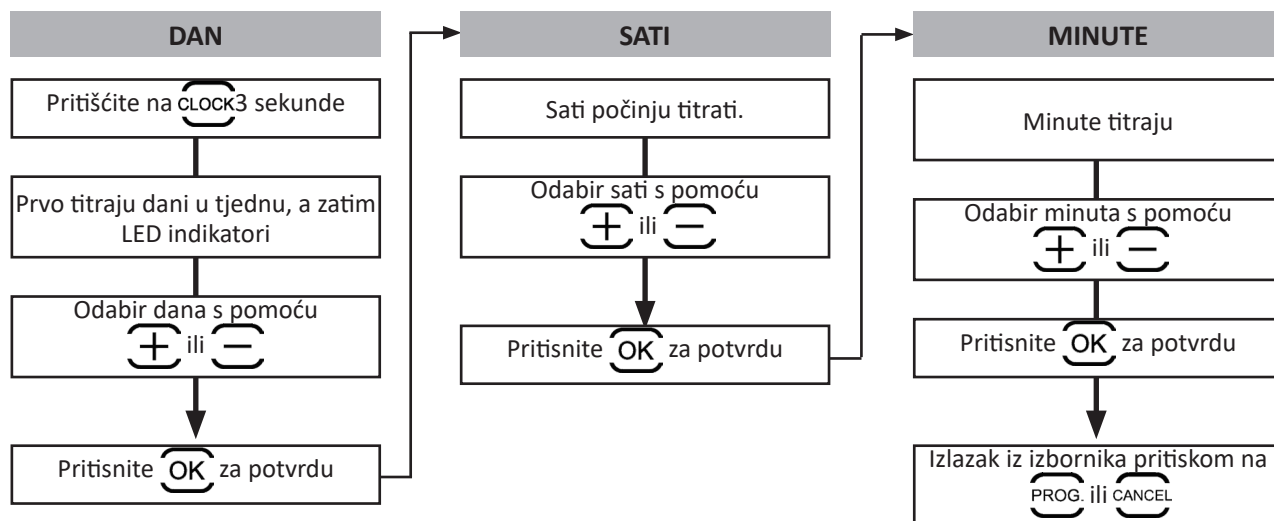 DAN
Pritišćite na CLOCK 3 sekunde
Prvo titraju dani u tjednu, a zatim
LED indikatori
Odabir dana s pomoću
+ ili −
Pritisnite OK za potvrdu
SATI
Sati počinju titrati.
Odabir sati s pomoću
+ ili −
Pritisnite OK za potvrdu
MINUTE
Minute titraju
Odabir minuta s pomoću
+ ili −
Pritisnite OK za potvrdu
Izlazak iz izbornika pritiskom na
PROG. ili CANCEL